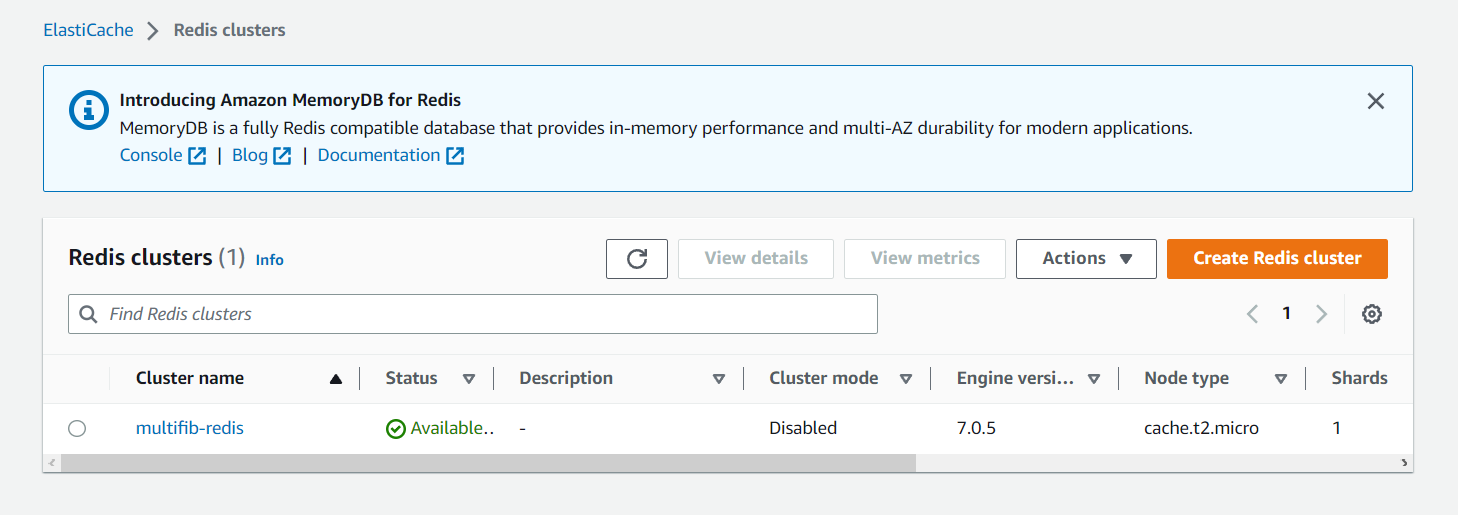 ElastiCache > Redis clusters
Introducing Amazon MemoryDB for Redis
MemoryDB is a fully Redis compatible database that provides in-memory performance and multi-AZ durability for modern applications.
Console | Blog | Documentation
Redis clusters (1) Info View details View metrics Actions Create Redis cluster
Find Redis clusters 1
Cluster name Status Description Cluster mode Engine versi... Node type Shards
multifib-redis Available.. - Disabled 7.0.5 cache.t2.micro 1